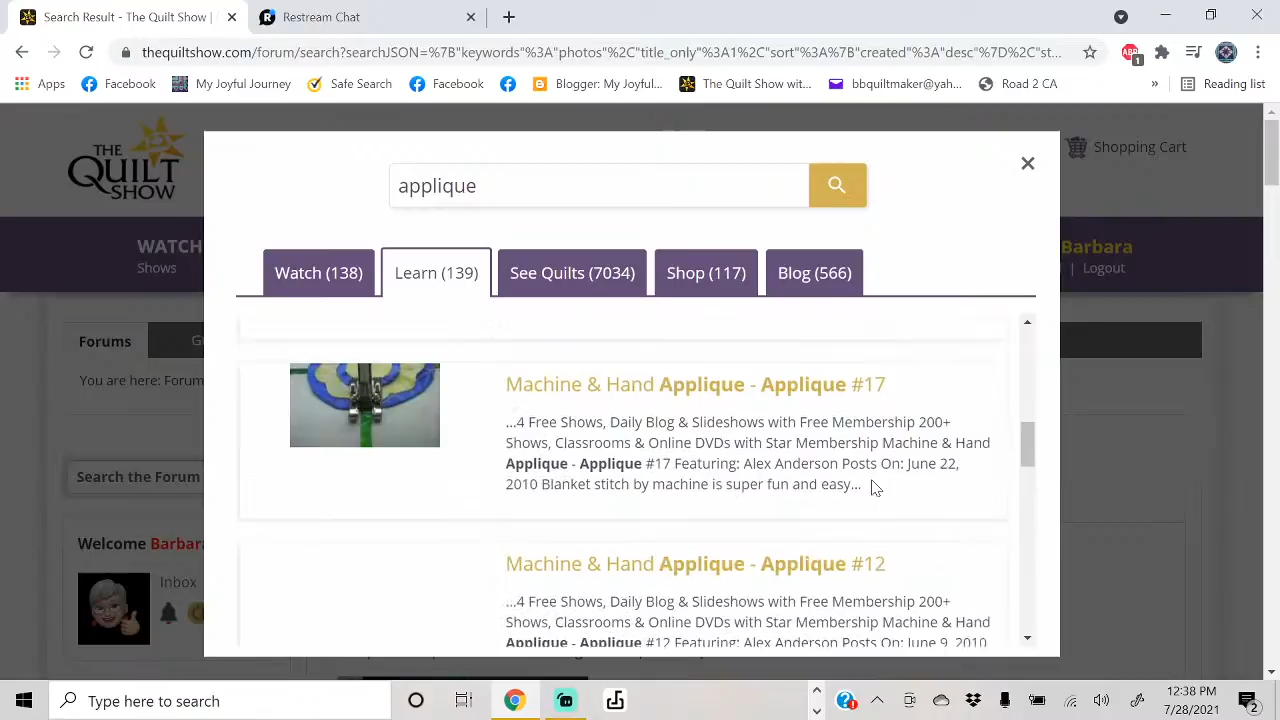 Search Result - The Quilt Show |
Restream Chat
thequiltshow.com/forum/search?searchJSON=%7B"keywords"%3A"photos"%2C"title_only"%3A1%2C"sort"%3A%7B"created"%3A"desc"%7D%2C"st...
Apps Facebook My Joyful Journey Safe Search Facebook Blogger: My Joyful... The Quilt Show wit... bbquiltmaker@yah... Road 2 CA » Reading list
THE QUILT SHOW
Shopping Cart
applique
WATCH
Shows
Barbara
| Logout
Watch (138) Learn (139) See Quilts (7034) Shop (117) Blog (566)
Forums
You are here: Forum
Machine & Hand Applique - Applique #17
...4 Free Shows, Daily Blog & Slideshows with Free Membership 200+
Shows, Classrooms & Online DVDs with Star Membership Machine & Hand
Applique - Applique #17 Featuring: Alex Anderson Posts On: June 22,
2010 Blanket stitch by machine is super fun and easy...
Search the Forum
Welcome Barbara
Inbox
Machine & Hand Applique - Applique #12
...4 Free Shows, Daily Blog & Slideshows with Free Membership 200+
Shows, Classrooms & Online DVDs with Star Membership Machine & Hand
Applique - Applique #12 Featuring: Alex Anderson Posts On: June 9, 2010
Type here to search
12:38 PM
7/28/2021
2